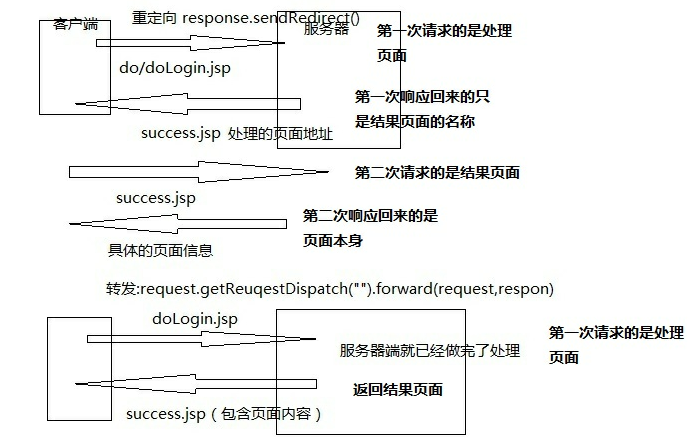 重定向 response.sendRedirect()
客户端
服务器
第一次请求的是处理
页面
do/doLogin.jsp
第一次响应回来的只
是结果页面的名称
success.jsp 处理的页面地址
第二次请求的是结果页面
success.jsp
第二次响应回来的是
页面本身
具体的页面信息
转发:request.getReuqestDispatch("").forward(request,respon)
doLogin.jsp
第一次请求的是处理
页面
服务器端就已经做完了处理
返回结果页面
success.jsp（包含页面内容）